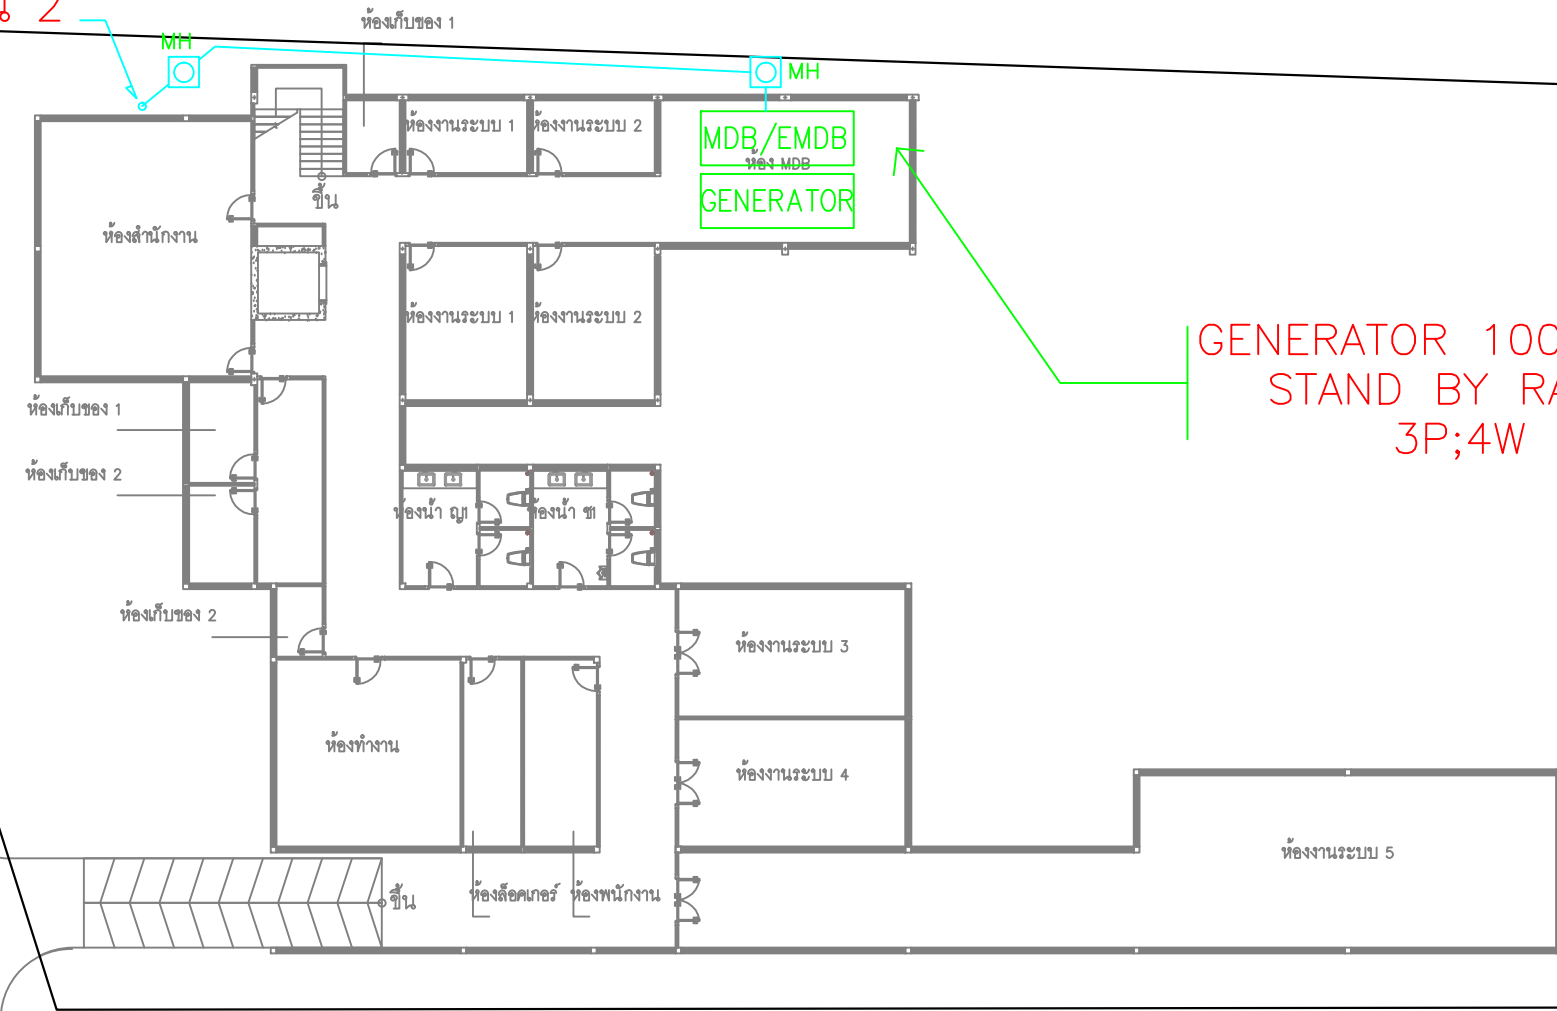 2
ห้องเก็บของ 1
MH
MH
ห้องงานระบบ 1
ห้องงานระบบ 2
MDB/EMDB
ห้อง MDB
GENERATOR
ขึ้น
ห้องสำนักงาน
ห้องงานระบบ 1
ห้องงานระบบ 2
GENERATOR 100
STAND BY RA
3P;4W
ห้องเก็บของ 1
ห้องเก็บของ 2
ห้องน้ำ ญ1
ห้องน้ำ ช1
ห้องเก็บของ 2
ห้องงานระบบ 3
ห้องทำงาน
ห้องงานระบบ 4
ห้องงานระบบ 5
ขึ้น
ห้องล็อคเกอร์
ห้องพนักงาน